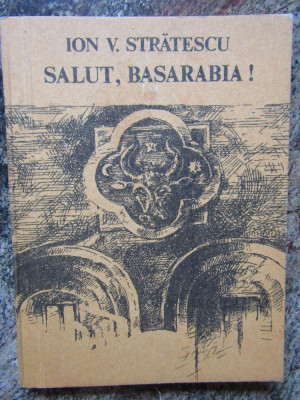 ION V. STRĂTESCU
SALUT, BASARABIA!